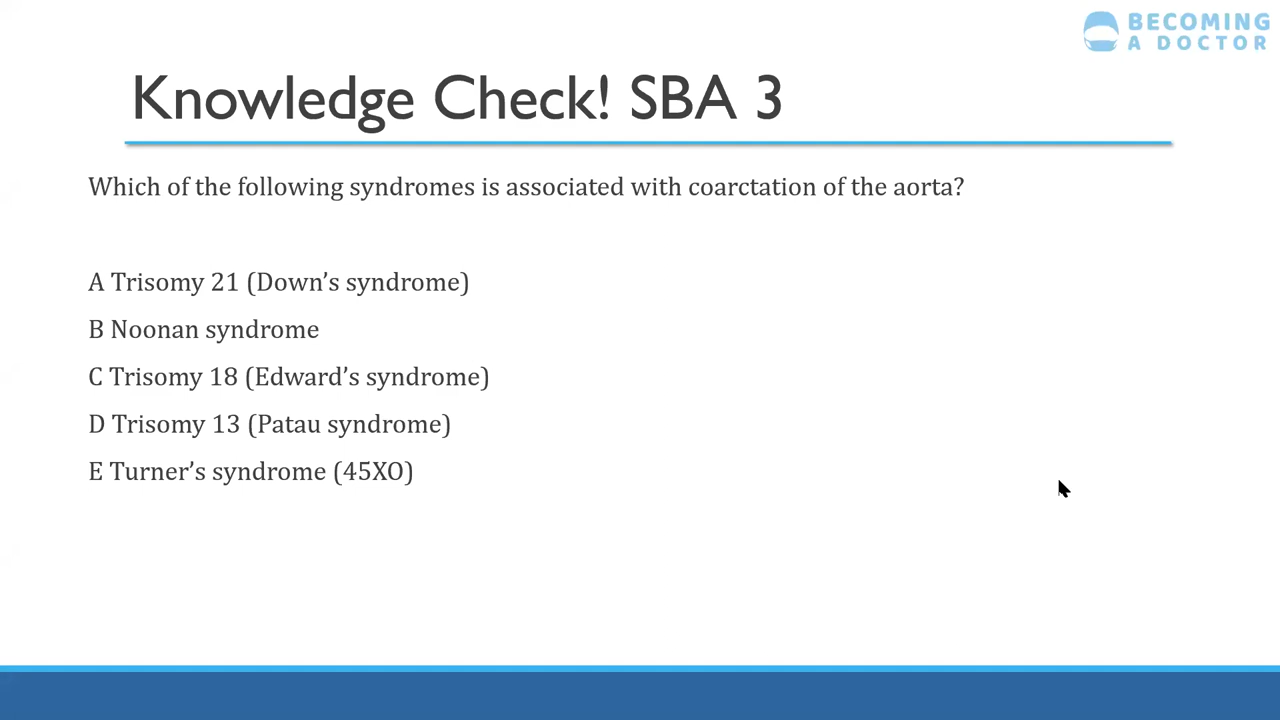 BECOMING
A DOCTOR
Knowledge Check! SBA 3
Which of the following syndromes is associated with coarctation of the aorta?
A Trisomy 21 (Down’s syndrome)
B Noonan syndrome
C Trisomy 18 (Edward’s syndrome)
D Trisomy 13 (Patau syndrome)
E Turner’s syndrome (45XO)